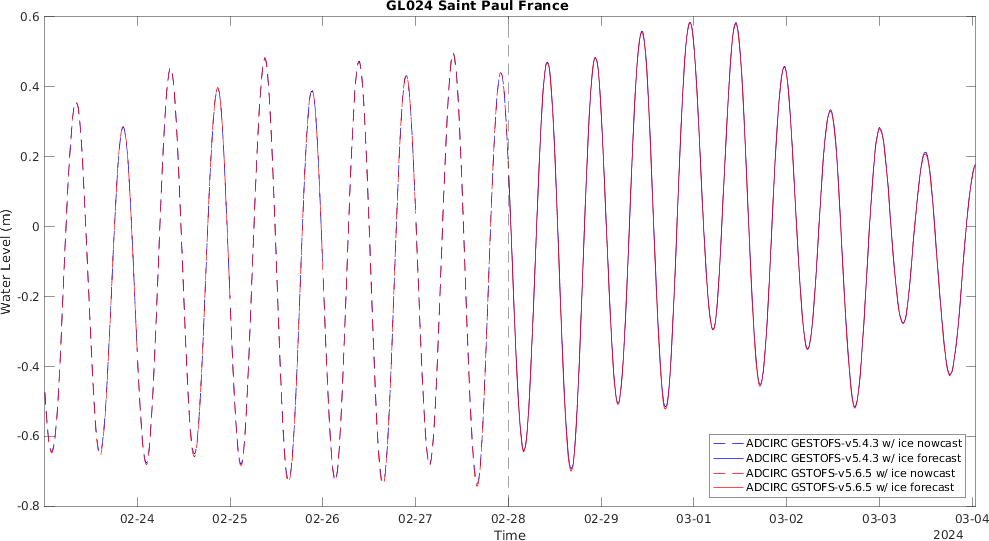 GL024 Saint Paul France
0.6
0.4
0.2
0
-0.2
-0.4
-0.6
-0.8
Water Level (m)
ADCIRC GESTOFS-v5.4.3 w/ ice nowcast
ADCIRC GESTOFS-v5.4.3 w/ ice forecast
ADCIRC GSTOFS-v5.6.5 w/ ice nowcast
ADCIRC GSTOFS-v5.6.5 w/ ice forecast
02-24 02-25 02-26 02-27 02-28 02-29 03-01 03-02 03-03 03-04
Time
2024